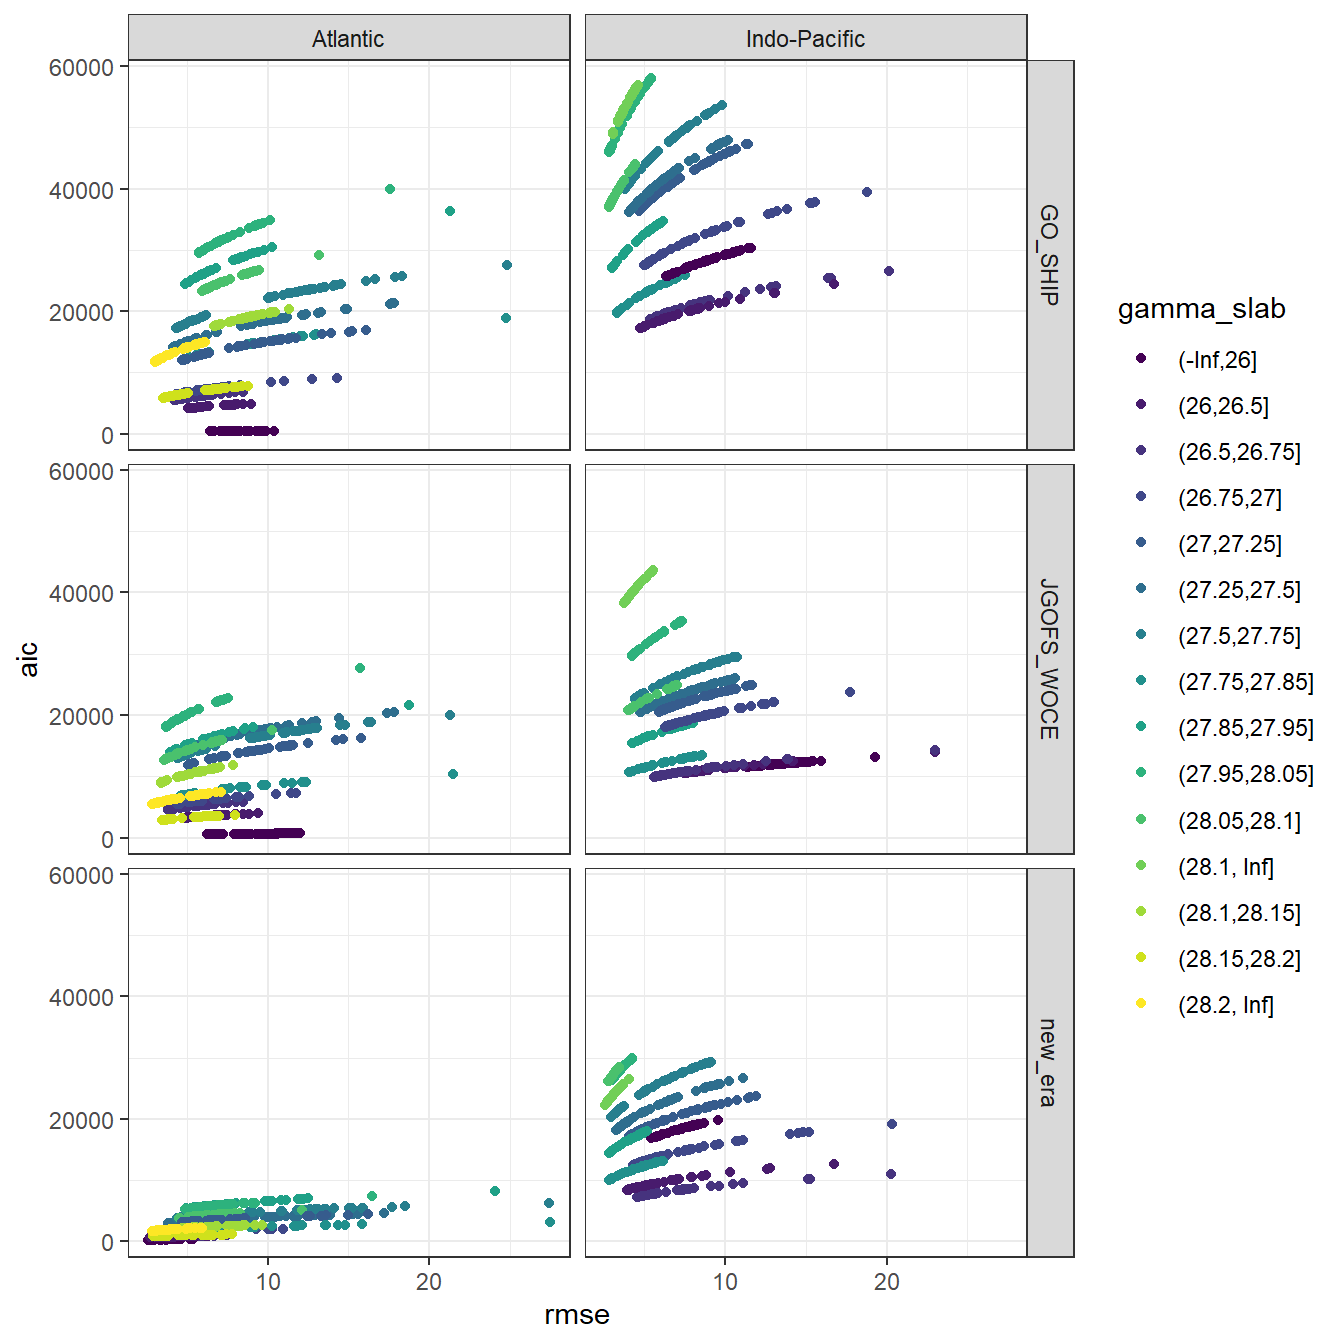 Atlantic
Indo-Pacific
60000
40000
20000
0
GO_SHIP
60000
40000
20000
0
JGOFS_WOCE
60000
40000
20000
0
new_era
10
20
10
20
rmse
aic
gamma_slab
(-Inf,26]
(26,26.5]
(26.5,26.75]
(26.75,27]
(27,27.25]
(27.25,27.5]
(27.5,27.75]
(27.75,27.85]
(27.85,27.95]
(27.95,28.05]
(28.05,28.1]
(28.1, Inf]
(28.1,28.15]
(28.15,28.2]
(28.2, Inf]